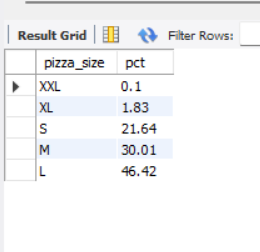 Result Grid Filter Rows:
pizza_size pct
XXL 0.1
XL 1.83
S 21.64
M 30.01
L 46.42